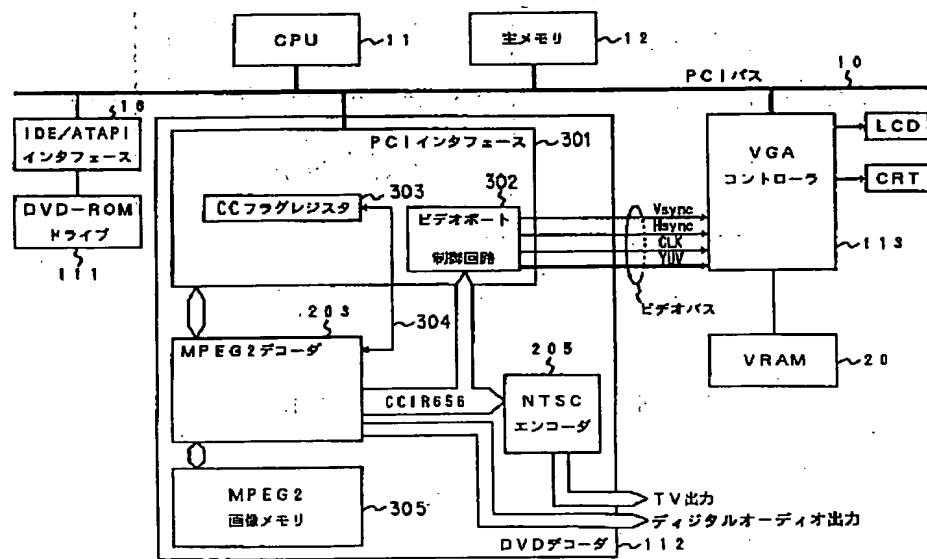 CPU
11
主メモリ
12
PCIバス
10
16
IDE/ATAPI
インタフェース
DVD-ROM
ドライブ
111
PCIインタフェース
301
303
CCフラグレジスタ
302
ビデオポート
制御回路
Vsync
Hsync
CLK
YUV
ビデオバス
VGA
コントローラ
113
LCD
CRT
VRAM
20
203
304
MPEG2デコーダ
CCIR656
205
NTSC
エンコーダ
MPEG2
画像メモリ
305
TV出力
ディジタルオーディオ出力
DVDデコーダ
112